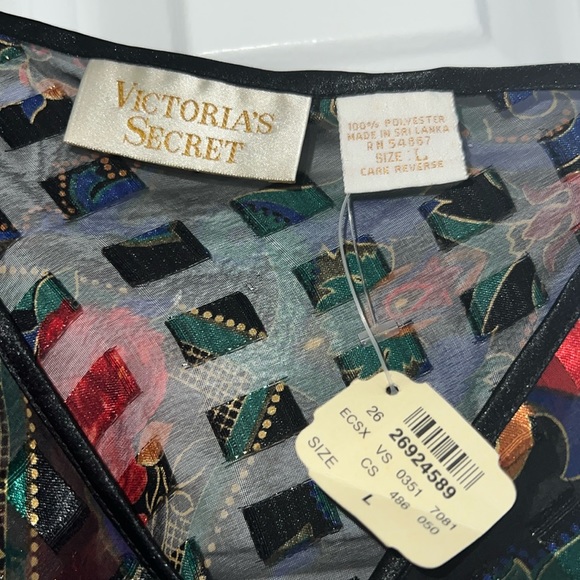 VICTORIA'S
SECRET
100% POLYESTER
MADE IN SRI LANKA
RN 54867
SIZE L
CARE REVERSE
26 26924589
ECSX VS 0351 7081
CS 486 050
SIZE L